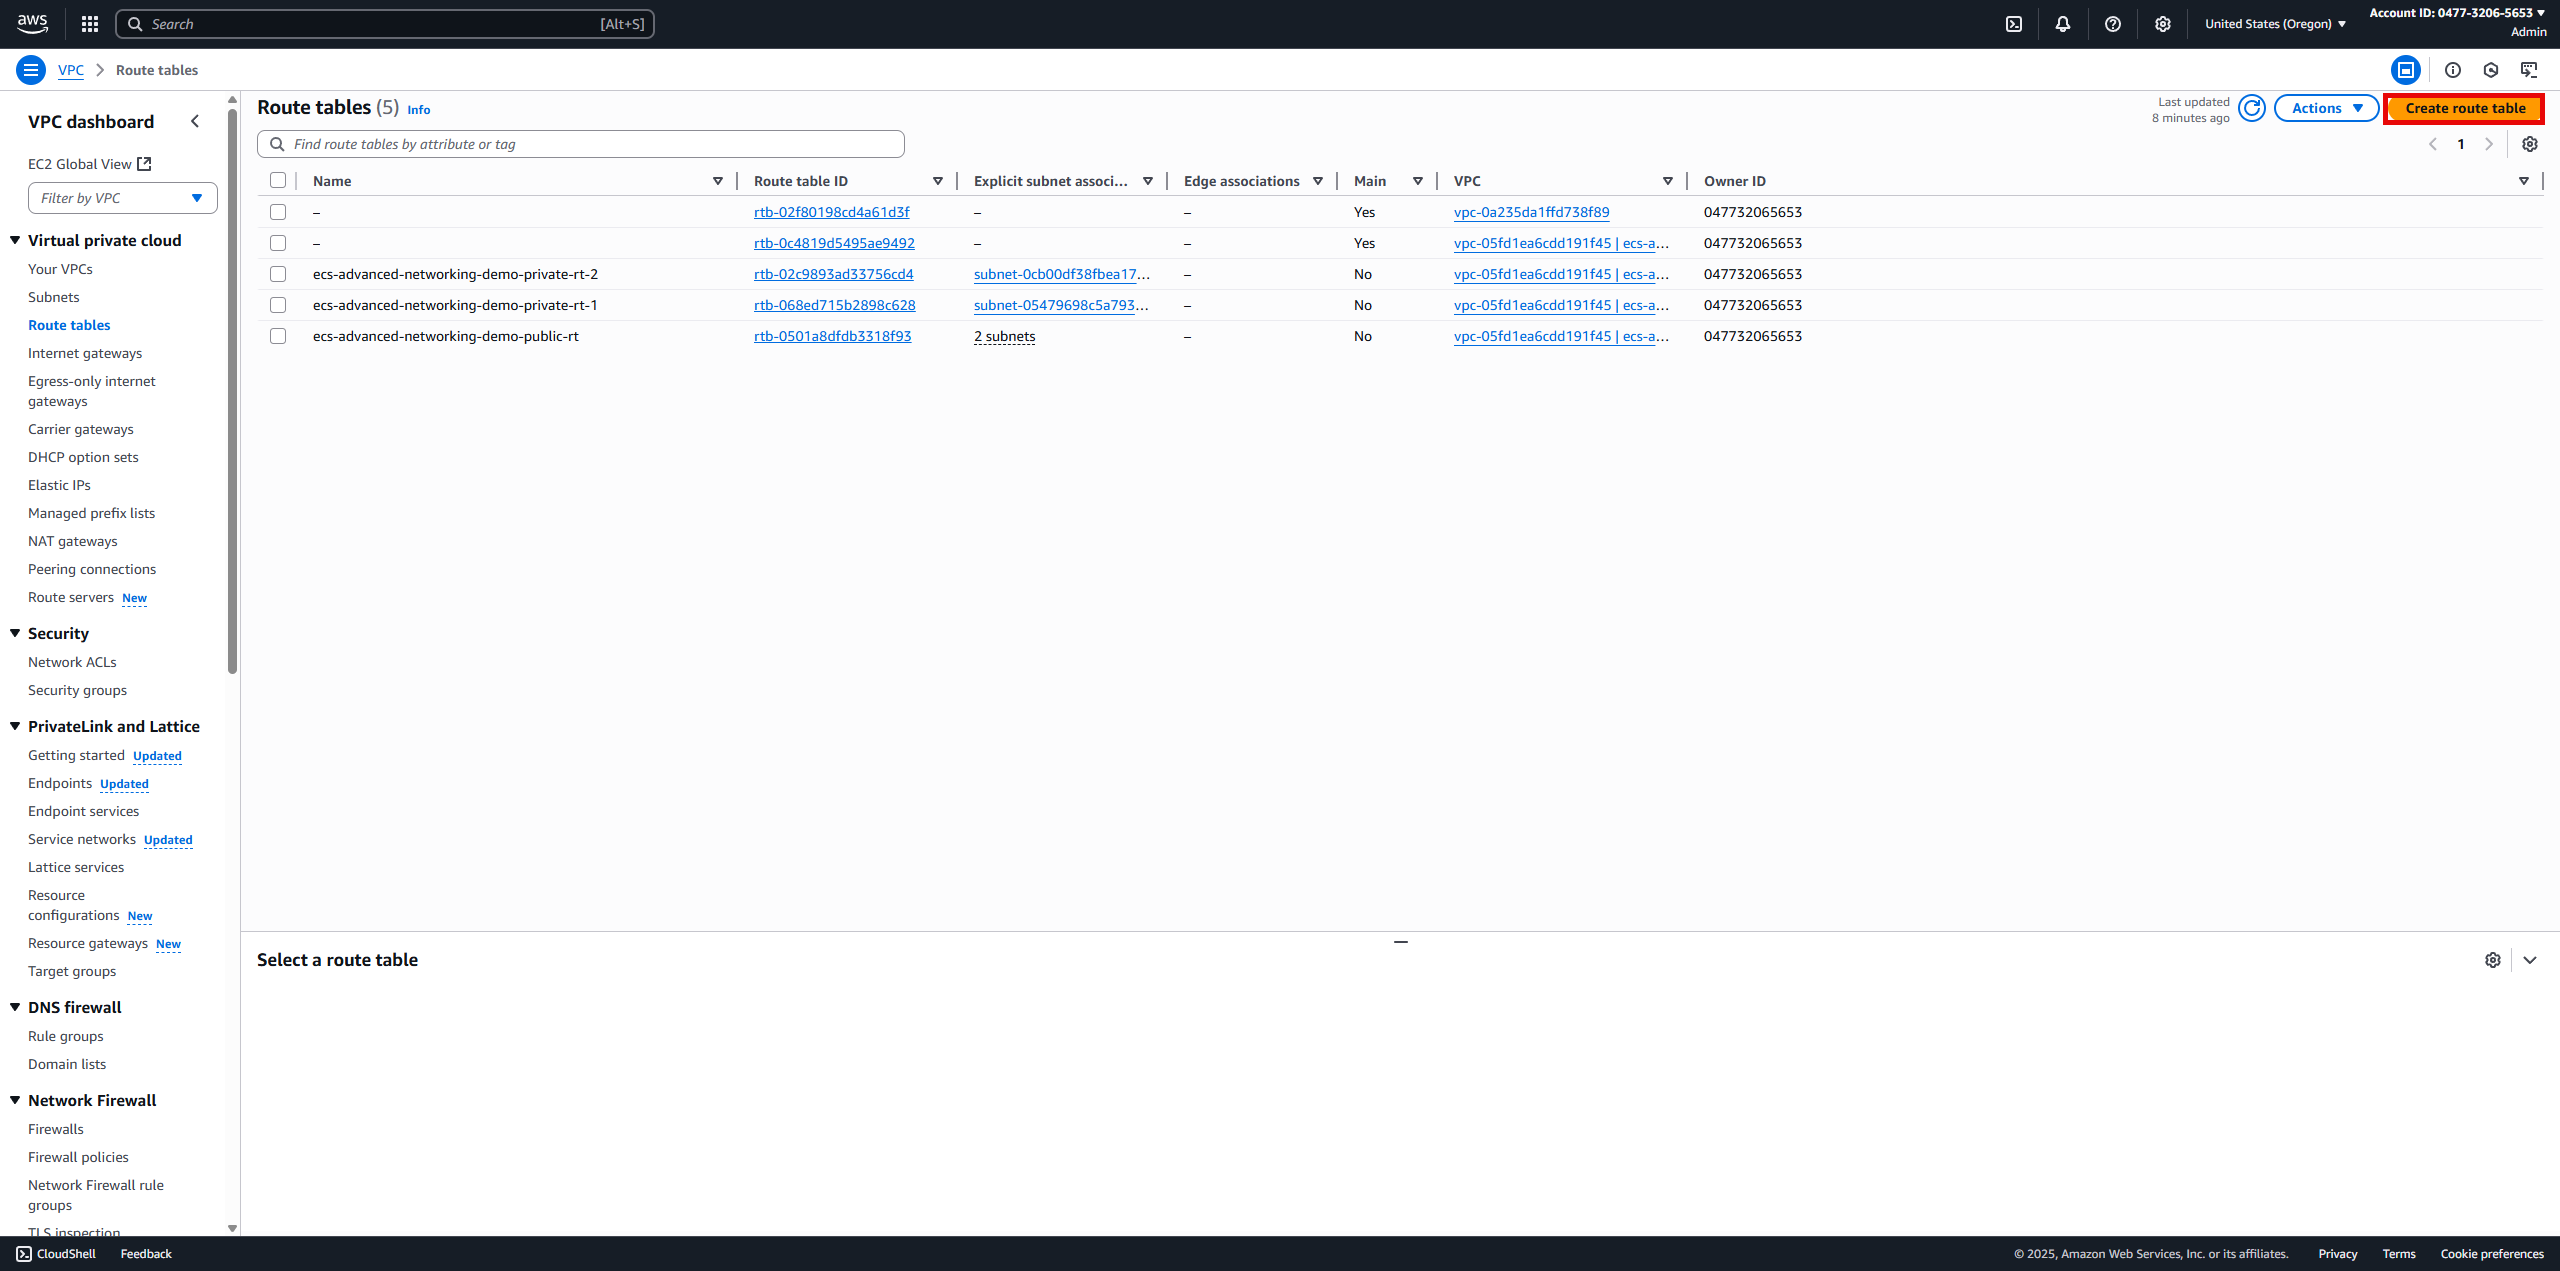 aws
Search [Alt+S]
United States (Oregon)
Account ID: 0477-3206-5653
Admin
VPC > Route tables
VPC dashboard
EC2 Global View
Filter by VPC
Virtual private cloud
Your VPCs
Subnets
Route tables
Internet gateways
Egress-only internet
gateways
Carrier gateways
DHCP option sets
Elastic IPs
Managed prefix lists
NAT gateways
Peering connections
Route servers New
Security
Network ACLs
Security groups
PrivateLink and Lattice
Getting started Updated
Endpoints Updated
Endpoint services
Service networks Updated
Lattice services
Resource
configurations New
Resource gateways New
Target groups
DNS firewall
Rule groups
Domain lists
Network Firewall
Firewalls
Firewall policies
Network Firewall rule
groups
TLS inspection
Route tables (5) Info
Last updated
8 minutes ago
Actions
Create route table
Find route tables by attribute or tag
1
Name Route table ID Explicit subnet associ... Edge associations Main VPC Owner ID
– rtb-02f80198cd4a61d3f – – Yes vpc-0a235da1ffd738f89 047732065653
– rtb-0c4819d5495ae9492 – – Yes vpc-05fd1ea6cdd191f45 | ecs-a... 047732065653
ecs-advanced-networking-demo-private-rt-2 rtb-02c9893ad33756cd4 subnet-0cb00df38fbea17... – No vpc-05fd1ea6cdd191f45 | ecs-a... 047732065653
ecs-advanced-networking-demo-private-rt-1 rtb-068ed715b2898c628 subnet-05479698c5a793... – No vpc-05fd1ea6cdd191f45 | ecs-a... 047732065653
ecs-advanced-networking-demo-public-rt rtb-0501a8dfdb3318f93 2 subnets – No vpc-05fd1ea6cdd191f45 | ecs-a... 047732065653
Select a route table
CloudShell Feedback
© 2025, Amazon Web Services, Inc. or its affiliates. Privacy Terms Cookie preferences